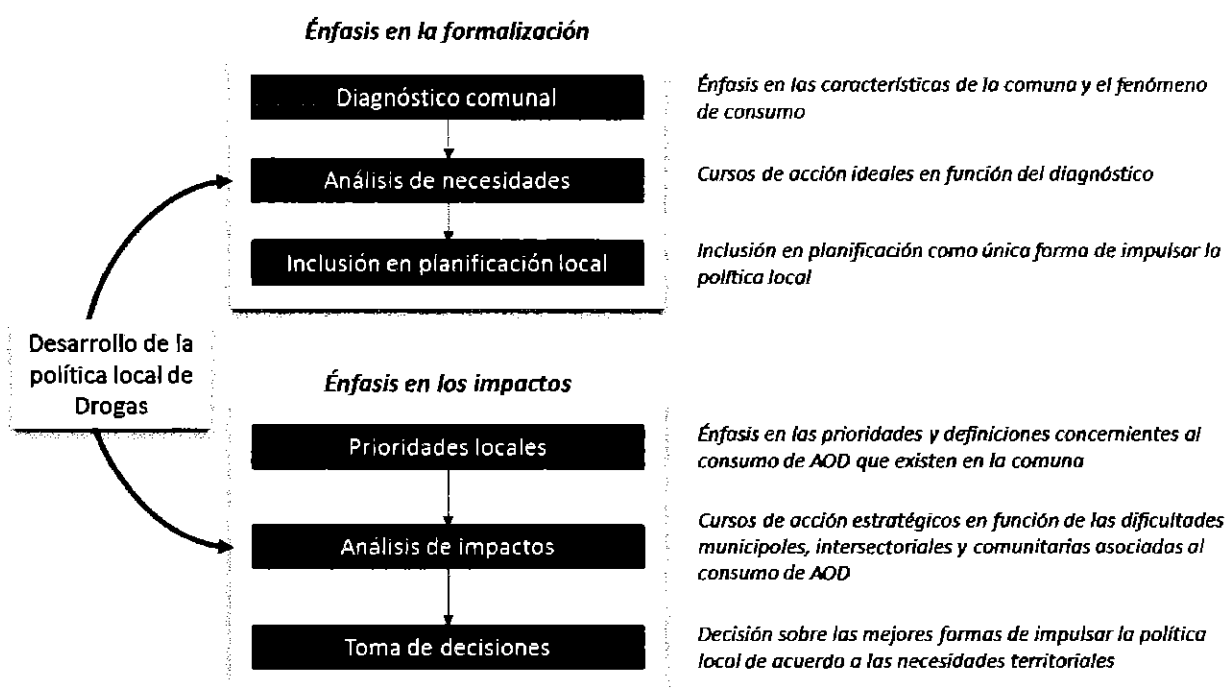 Énfasis en la formalización
Diagnóstico comunal
Énfasis en las características de la comuna y el fenómeno
de consumo
Análisis de necesidades
Cursos de acción ideales en función del diagnóstico
Inclusión en planificación local
Inclusión en planificación como única forma de impulsar la
política local
Desarrollo de la
política local de
Drogas
Énfasis en los impactos
Prioridades locales
Énfasis en las prioridades y definiciones concernientes al
consumo de AOD que existen en la comuna
Análisis de impactos
Cursos de acción estratégicos en función de las dificultades
municipoles, intersectoriales y comunitarias asociadas al
consumo de AOD
Toma de decisiones
Decisión sobre las mejores formas de impulsar la política
local de acuerdo a las necesidades territoriales